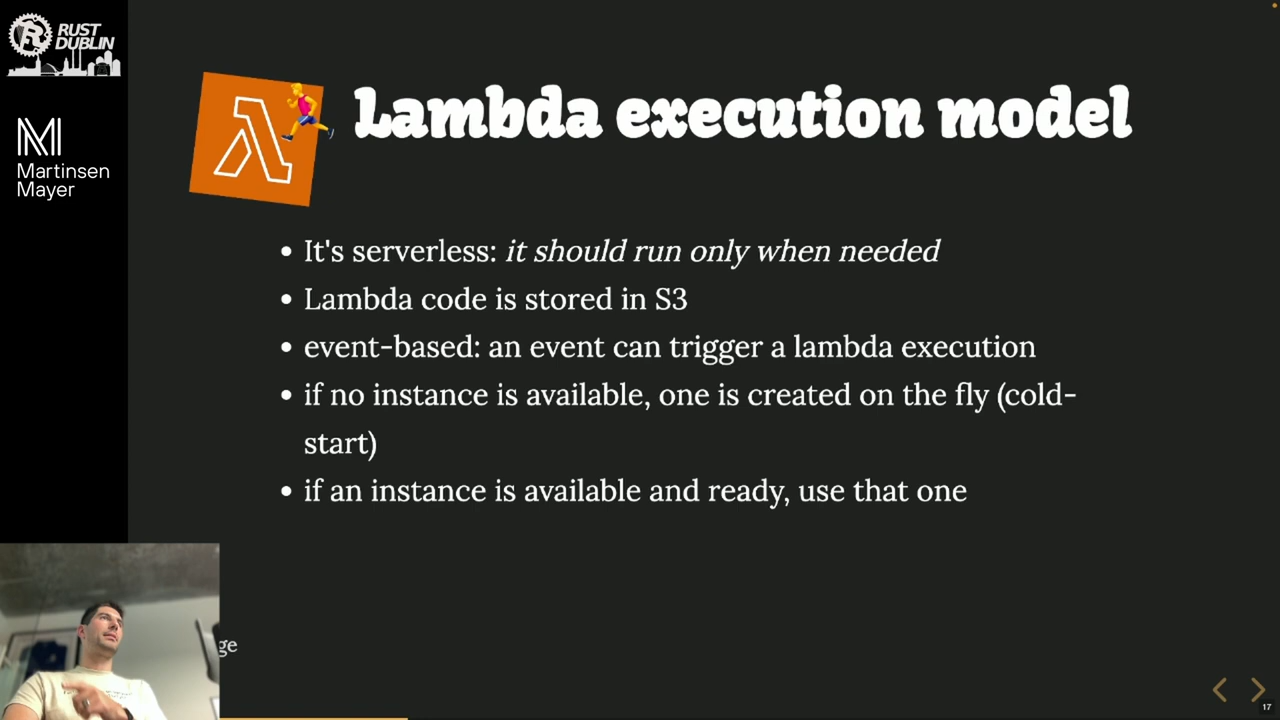 RUST
DUBLIN
Martinsen
Mayer
Lambda execution model
It's serverless: it should run only when needed
Lambda code is stored in S3
event-based: an event can trigger a lambda execution
if no instance is available, one is created on the fly (cold-
start)
if an instance is available and ready, use that one
ge
17